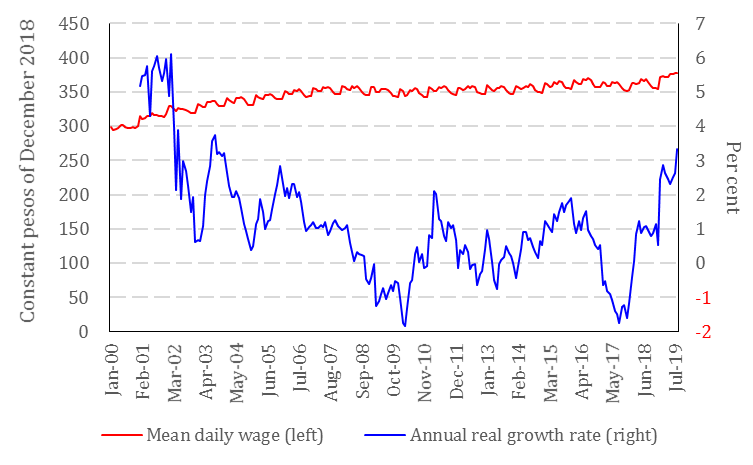 Constant pesos of December 2018
450
400
350
300
250
200
150
100
50
0
7
6
5
4
3
2
1
0
-1
-2
Per cent
Jan-00
Feb-01
Mar-02
Apr-03
May-04
Jun-05
Jul-06
Aug-07
Sep-08
Oct-09
Nov-10
Dec-11
Jan-13
Feb-14
Mar-15
Apr-16
May-17
Jun-18
Jul-19
Mean daily wage (left)
Annual real growth rate (right)